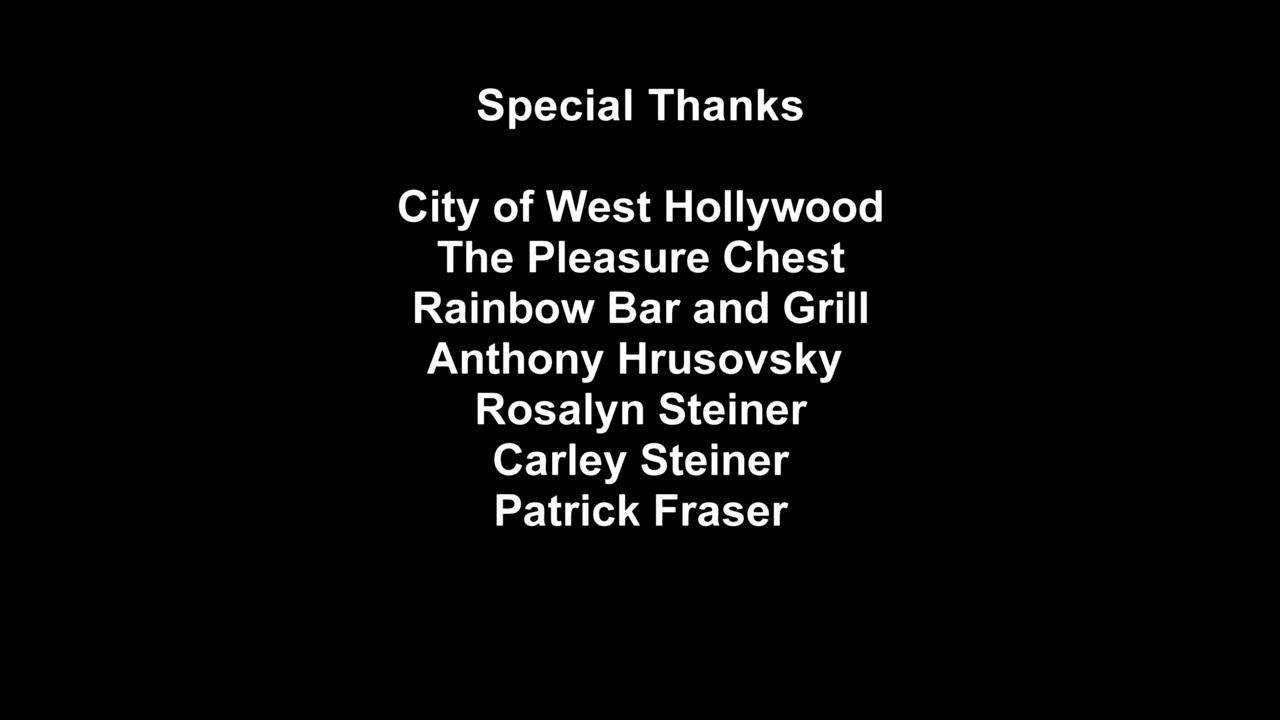 Special Thanks
City of West Hollywood
The Pleasure Chest
Rainbow Bar and Grill
Anthony Hrusovsky
Rosalyn Steiner
Carley Steiner
Patrick Fraser